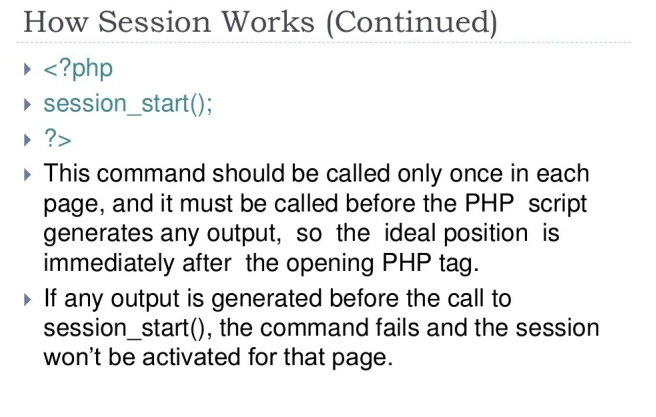 How Session Works (Continued)
<?php
session_start();
?>
This command should be called only once in each
page, and it must be called before the PHP script
generates any output, so the ideal position is
immediately after the opening PHP tag.
If any output is generated before the call to
session_start(), the command fails and the session
won’t be activated for that page.